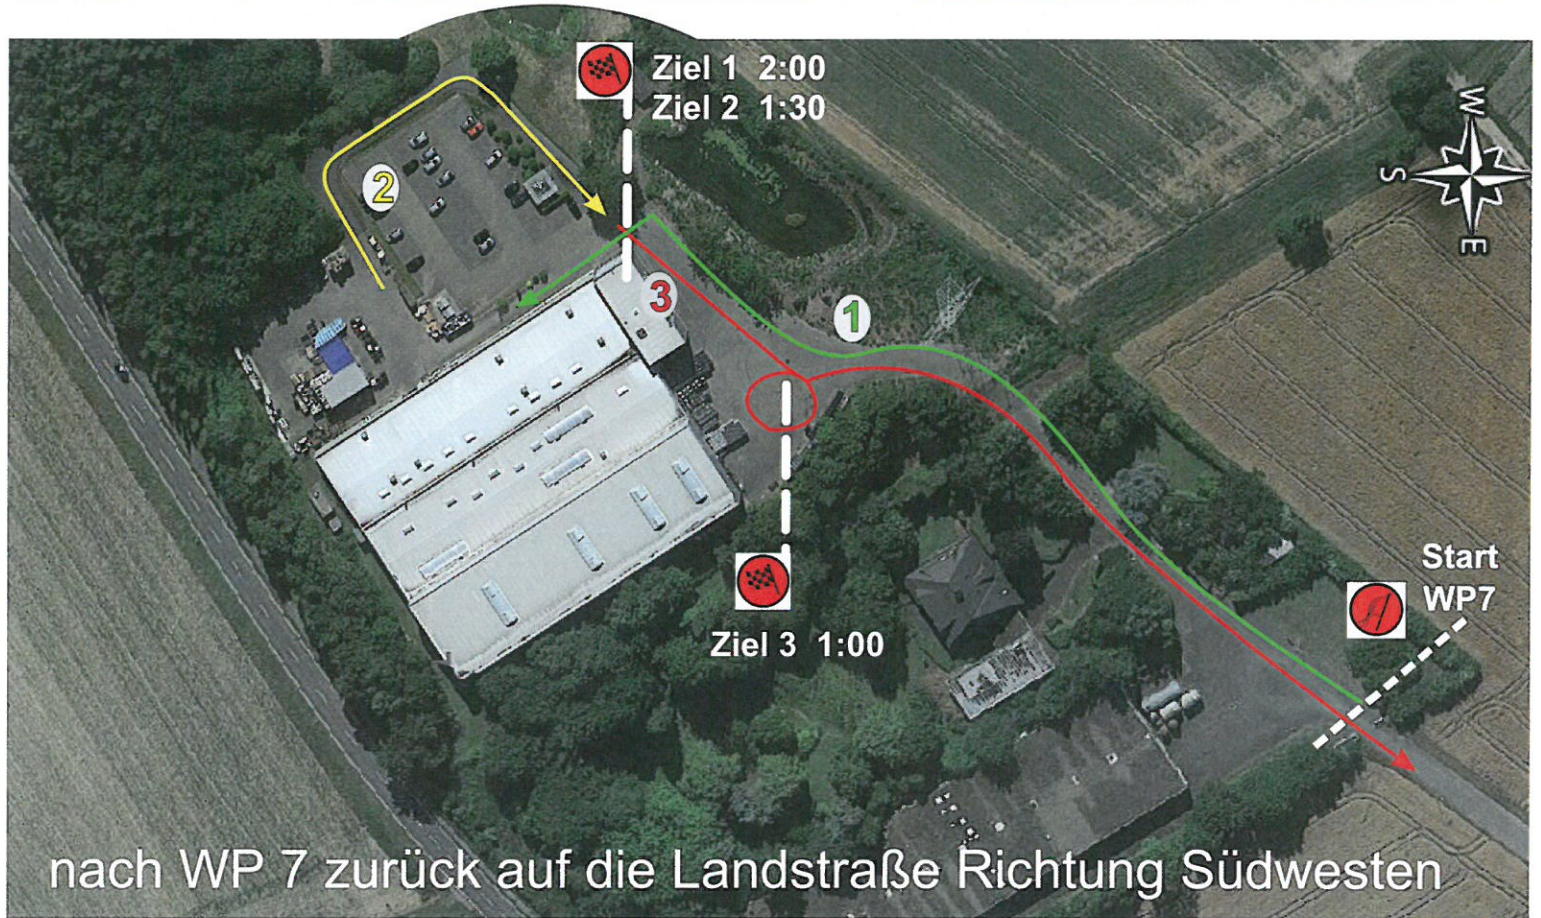 Ziel 1 2:00
Ziel 2 1:30
W
S
E
2
3
1
Start
WP7
Ziel 3 1:00
nach WP 7 zurück auf die Landstraße Richtung Südwesten